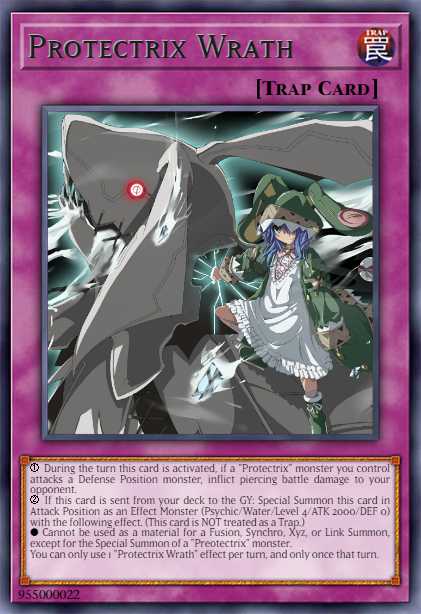 Protectrix Wrath
TRAP
罠
[Trap Card]
① During the turn this card is activated, if a "Protectrix" monster you control
attacks a Defense Position monster, inflict piercing battle damage to your
opponent.
② If this card is sent from your deck to the GY: Special Summon this card in
Attack Position as an Effect Monster (Psychic/Water/Level 4/ATK 2000/DEF 0)
with the following effect. (This card is NOT treated as a Trap.)
● Cannot be used as a material for a Fusion, Synchro, Xyz, or Link Summon,
except for the Special Summon of a "Preotectrix" monster.
You can only use 1 "Protectrix Wrath" effect per turn, and only once that turn.
955000022